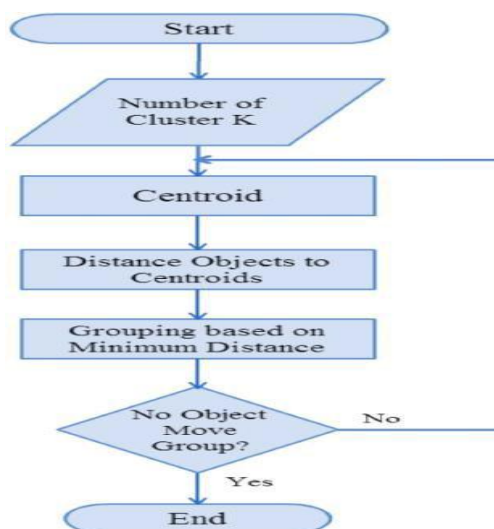 Start
Number of
Cluster K
Centroid
Distance Objects to
Centroids
Grouping based on
Minimum Distance
No Object
Move
Group?
No
Yes
End